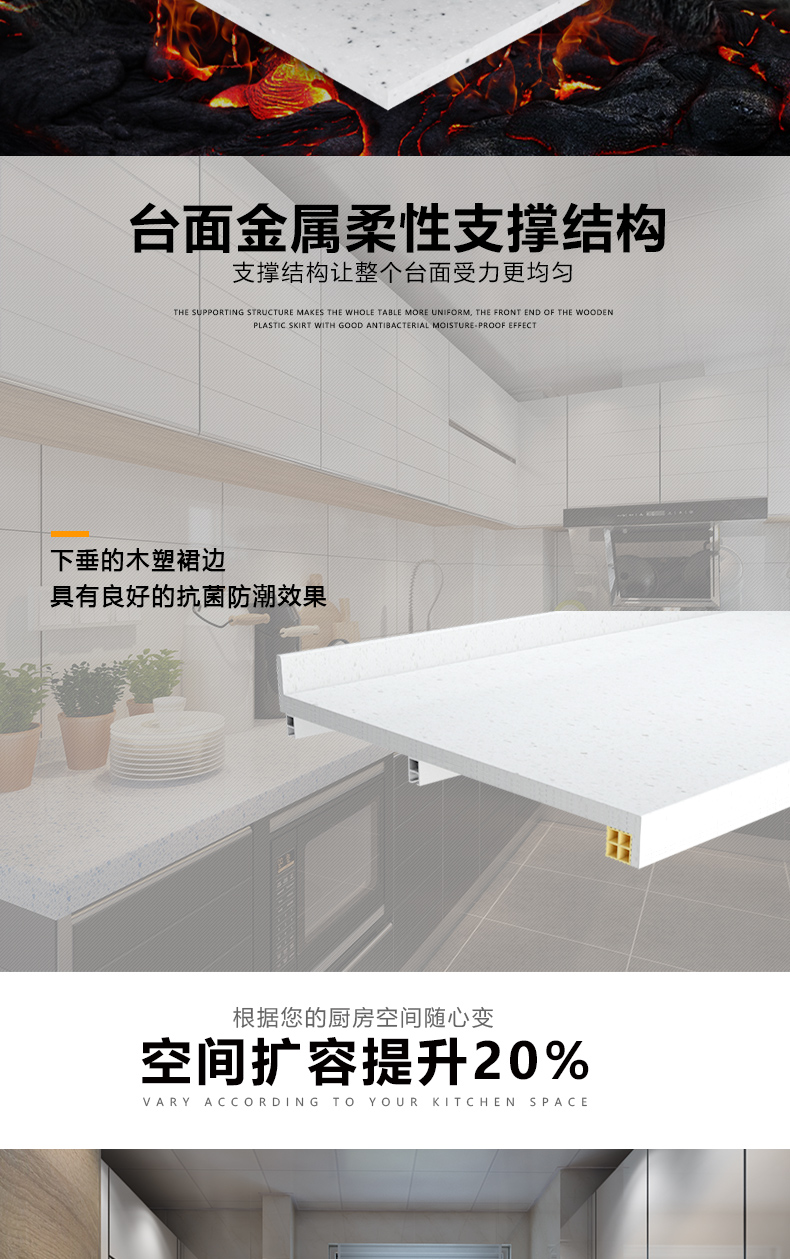 台面金属柔性支撑结构
支撑结构让整个台面受力更均匀
THE SUPPORTING STRUCTURE MAKES THE WHOLE TABLE MORE UNIFORM, THE FRONT END OF THE WOODEN
PLASTIC SKIRT WITH GOOD ANTIBACTERIAL MOISTURE-PROOF EFFECT
下垂的木塑裙边
具有良好的抗菌防潮效果
根据您的厨房空间随心变
空间扩容提升20%
VARY ACCORDING TO YOUR KITCHEN SPACE